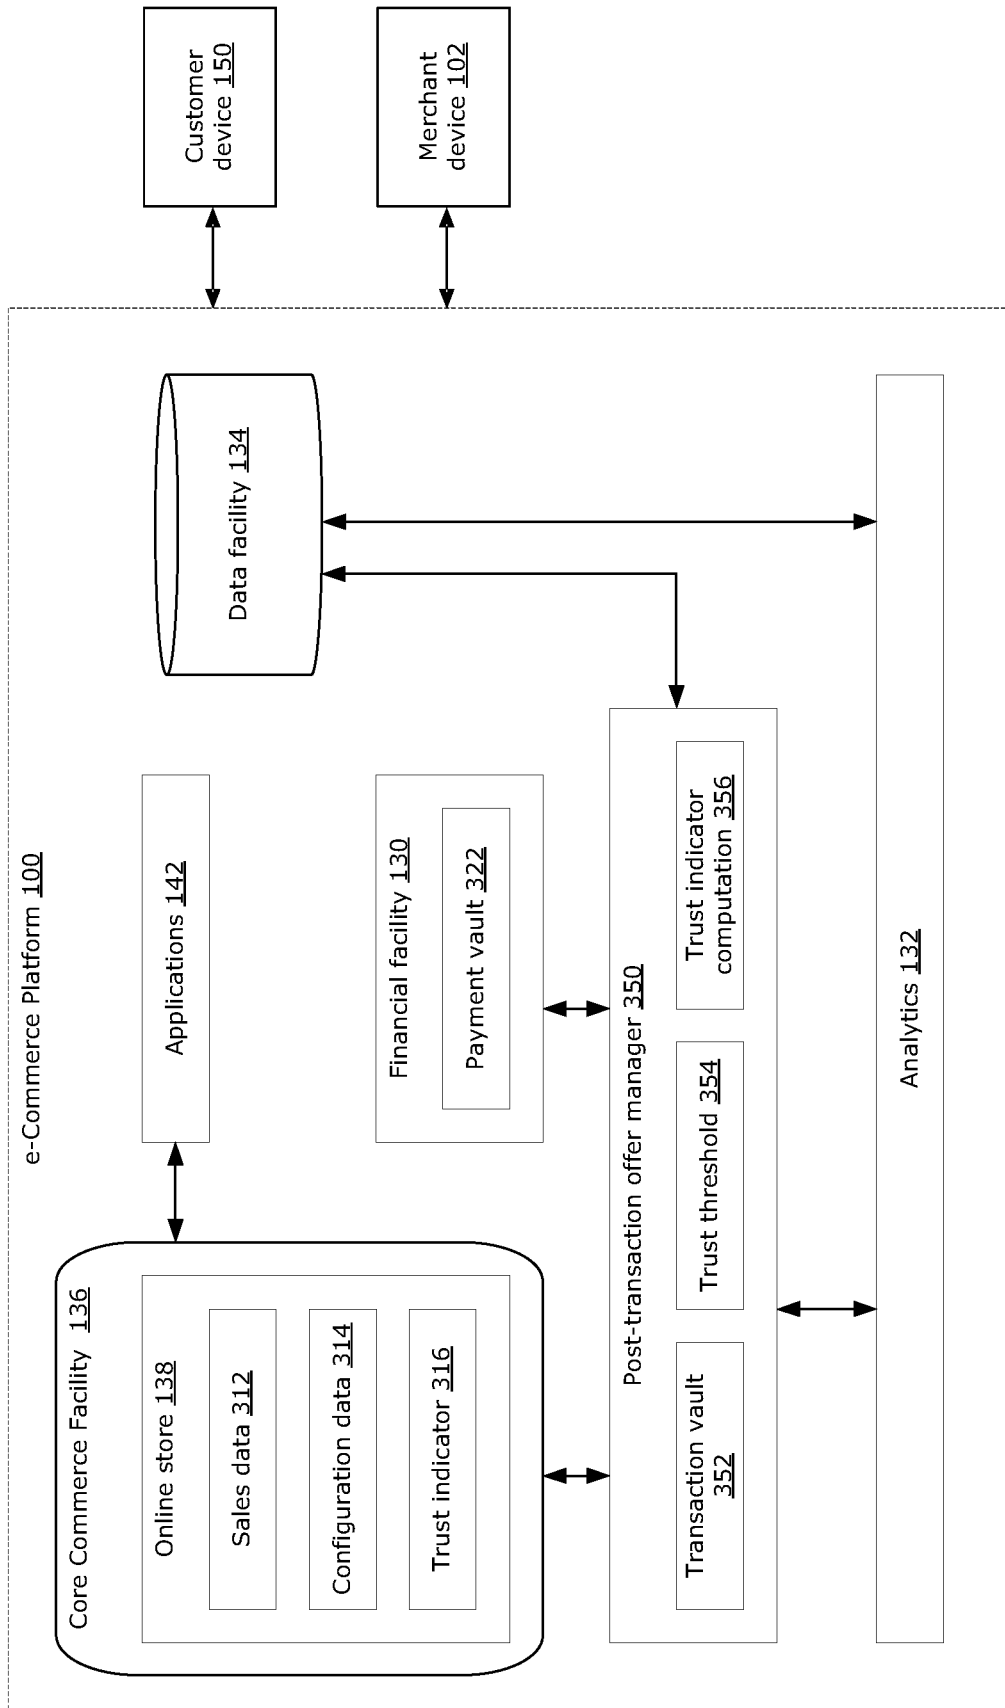 e-Commerce Platform 100
Core Commerce Facility 136
Online store 138
Sales data 312
Configuration data 314
Trust indicator 316
Applications 142
Financial facility 130
Payment vault 322
Data facility 134
Customer
device 150
Merchant
device 102
Post-transaction offer manager 350
Transaction vault
352
Trust threshold 354
Trust indicator
computation 356
Analytics 132